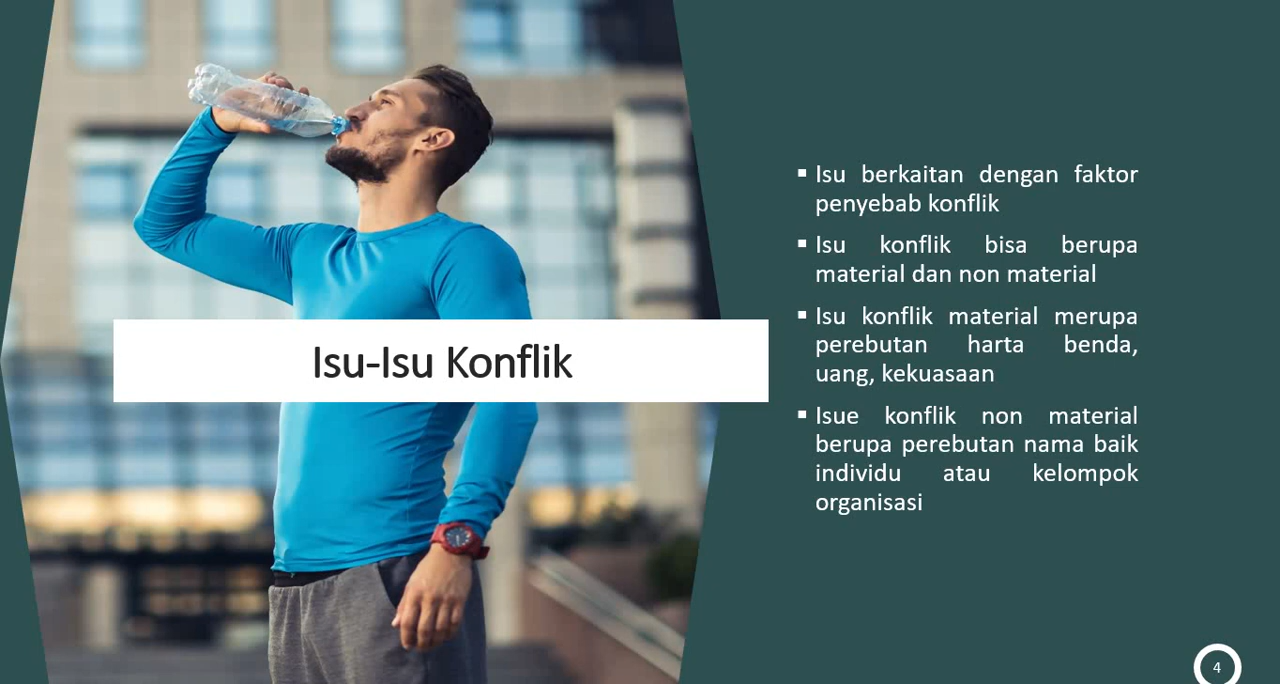 Isu-Isu Konflik
▪ Isu berkaitan dengan faktor
penyebab konflik
▪ Isu konflik bisa berupa
material dan non material
▪ Isu konflik material merupa
perebutan harta benda,
uang, kekuasaan
▪ Isue konflik non material
berupa perebutan nama baik
individu atau kelompok
organisasi
4